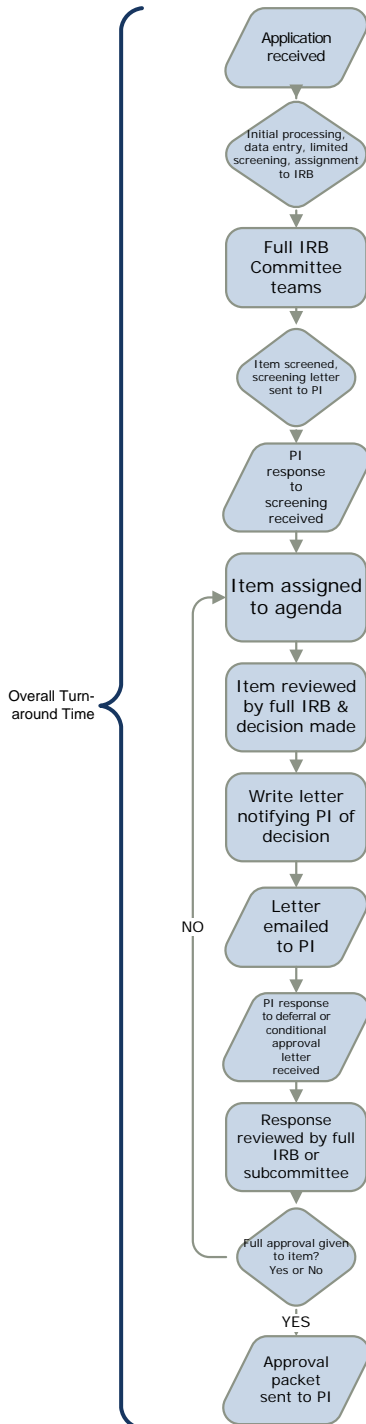 Application
received
Initial processing,
data entry, limited
screening, assignment
to IRB
Full IRB
Committee
teams
Item screened,
screening letter
sent to PI
PI
response
to
screening
received
Item assigned
to agenda
Overall Turn-
around Time
Item reviewed
by full IRB &
decision made
Write letter
notifying PI of
decision
Letter
emailed
to PI
NO
PI response
to deferral or
conditional
approval
letter
received
Response
reviewed by full
IRB or
subcommittee
Full approval given
to item?
Yes or No
YES
Approval
packet
sent to PI